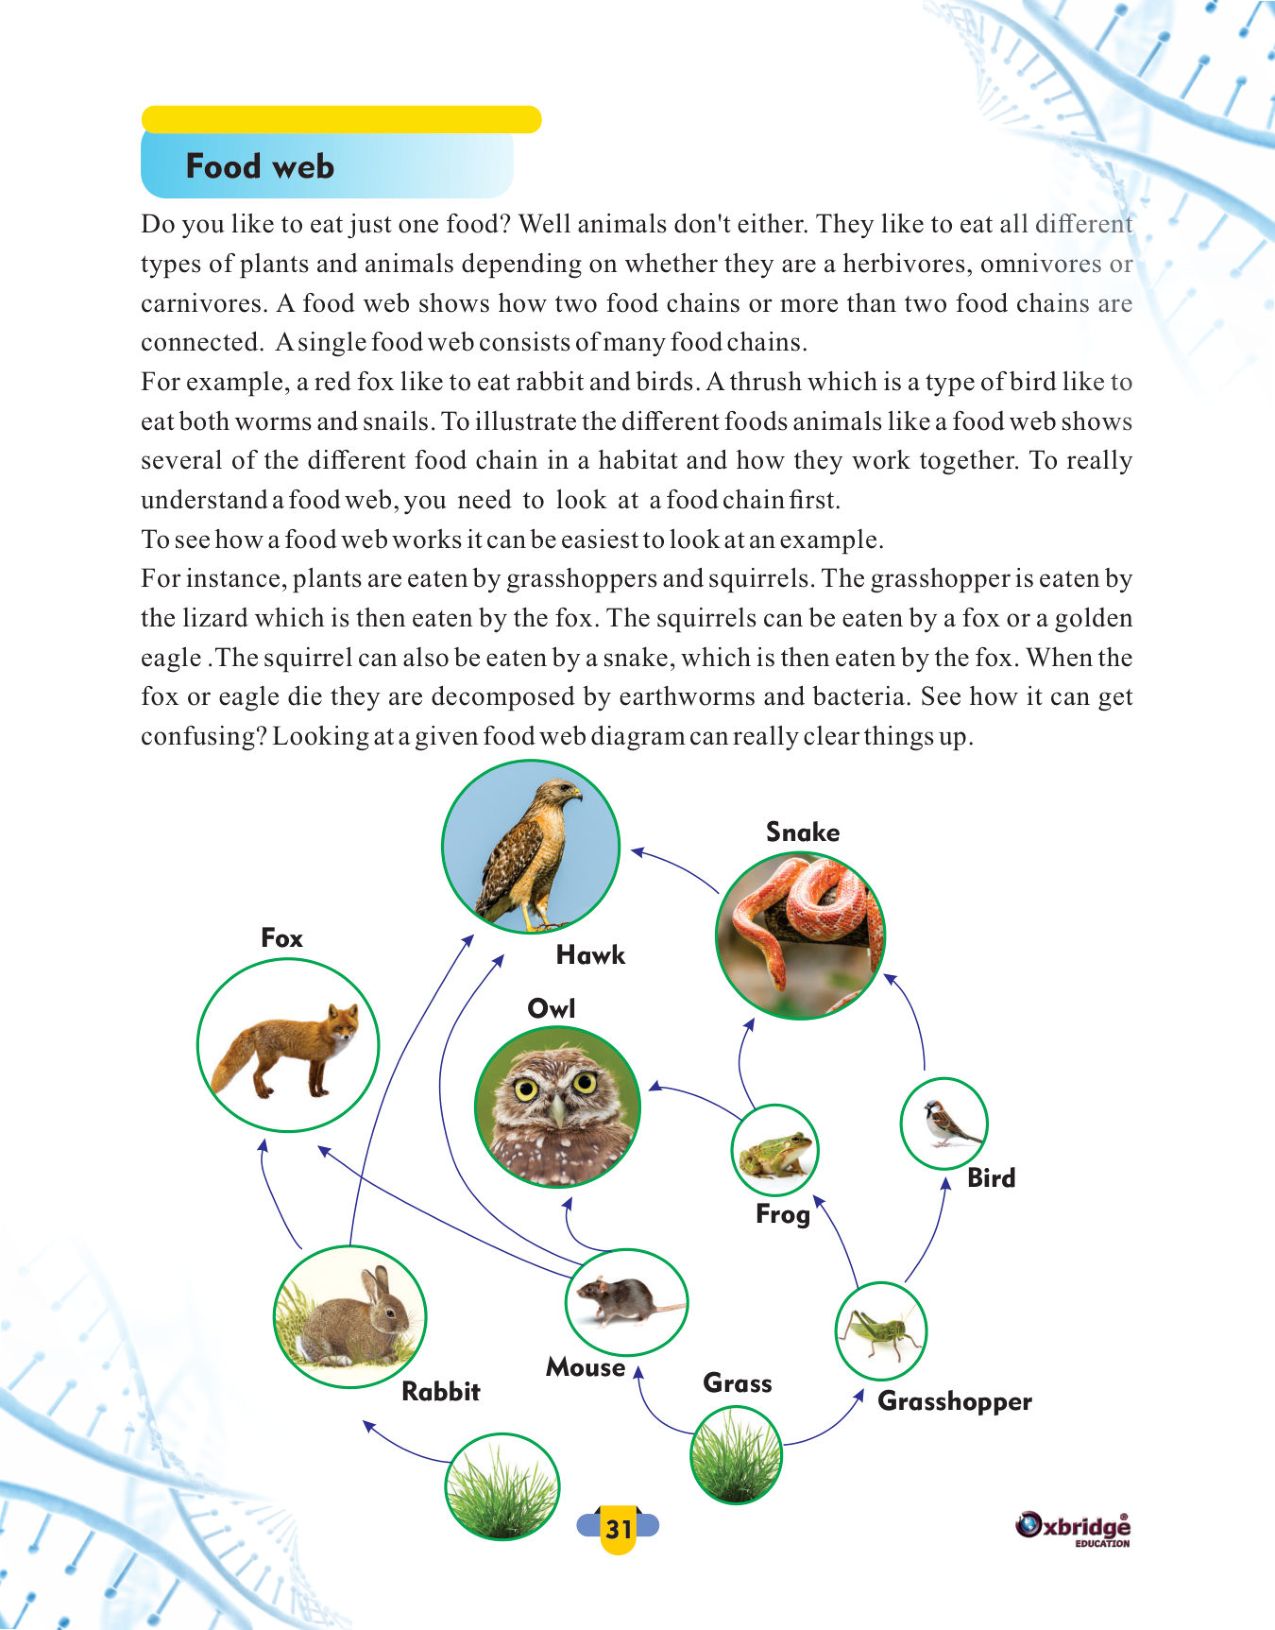 Food web
Do you like to eat just one food? Well animals don't either. They like to eat all different
types of plants and animals depending on whether they are a herbivores, omnivores or
carnivores. A food web shows how two food chains or more than two food chains are
connected. A single food web consists of many food chains.
For example, a red fox like to eat rabbit and birds. A thrush which is a type of bird like to
eat both worms and snails. To illustrate the different foods animals like a food web shows
several of the different food chain in a habitat and how they work together. To really
understand a food web, you need to look at a food chain first.
To see how a food web works it can be easiest to look at an example.
For instance, plants are eaten by grasshoppers and squirrels. The grasshopper is eaten by
the lizard which is then eaten by the fox. The squirrels can be eaten by a fox or a golden
eagle .The squirrel can also be eaten by a snake, which is then eaten by the fox. When the
fox or eagle die they are decomposed by earthworms and bacteria. See how it can get
confusing? Looking at a given food web diagram can really clear things up.
Snake
Fox
Hawk
Owl
Bird
Frog
Mouse
Grass
Rabbit
Grasshopper
31
Oxbridge®
EDUCATION